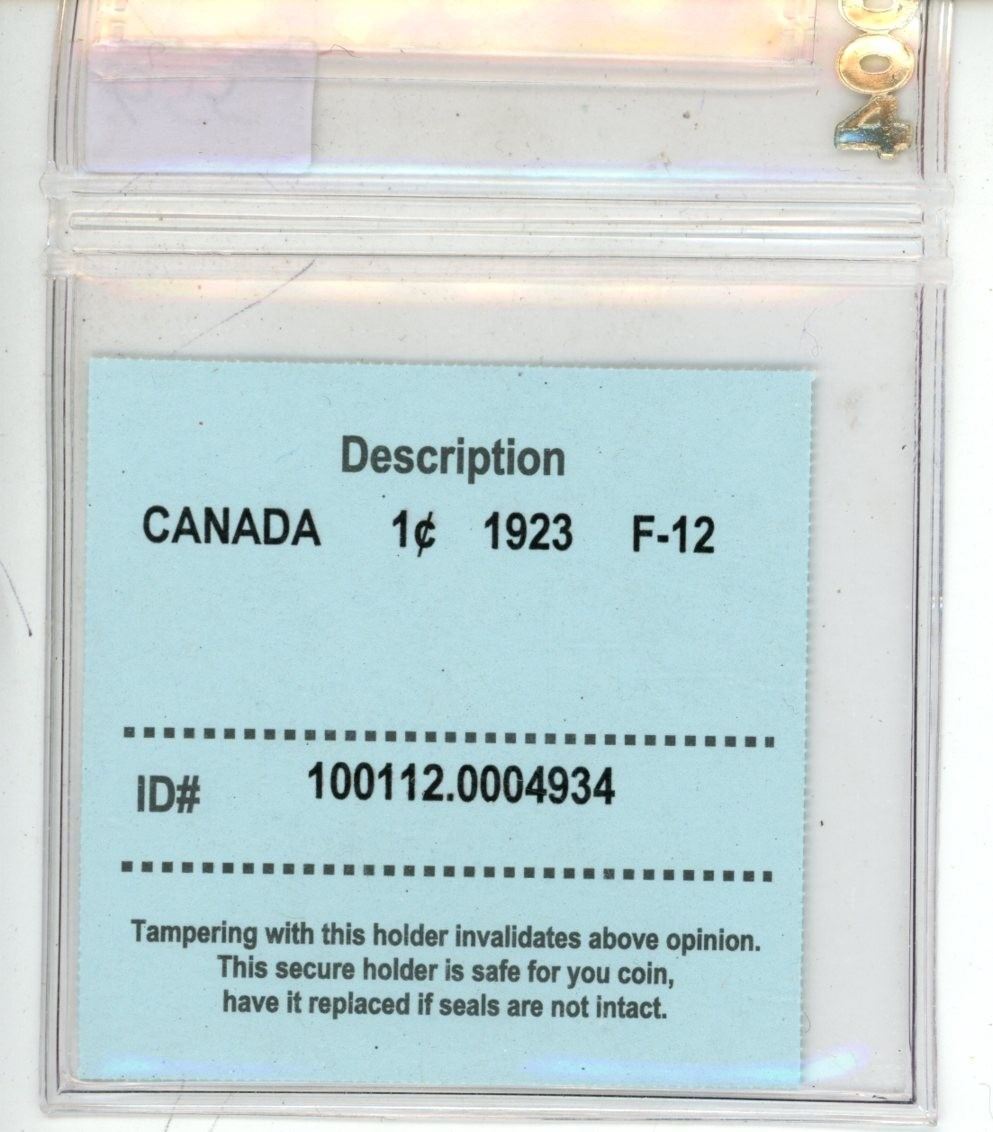 004
Description
CANADA 1¢ 1923 F-12
ID# 100112.0004934
Tampering with this holder invalidates above opinion.
This secure holder is safe for you coin,
have it replaced if seals are not intact.